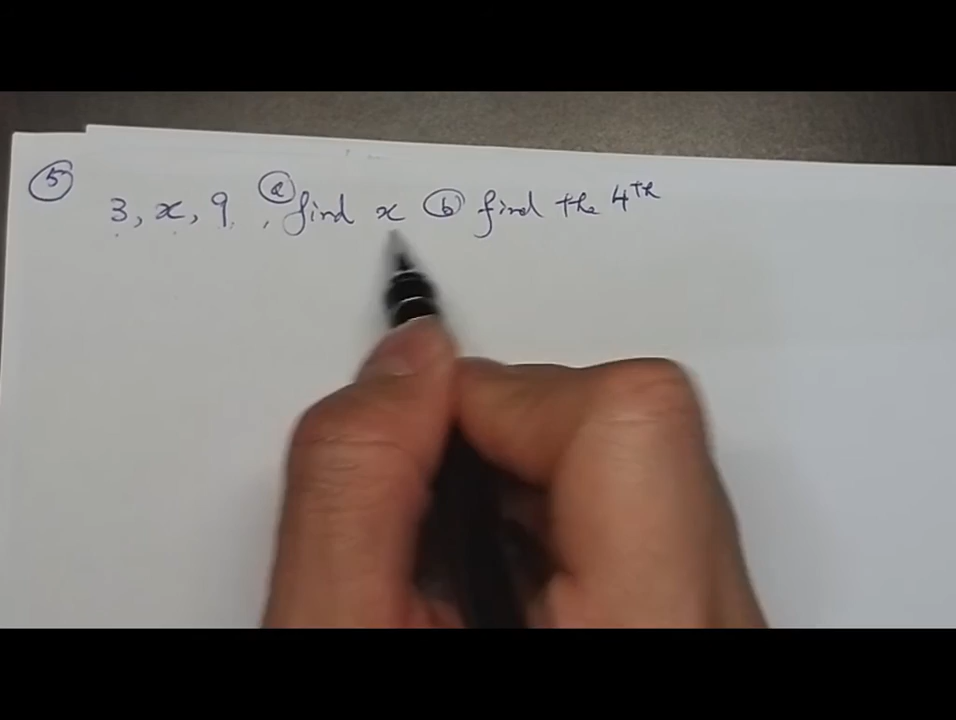 ⑤ 3, x, 9, ⓐ find x ⓑ find the 4th